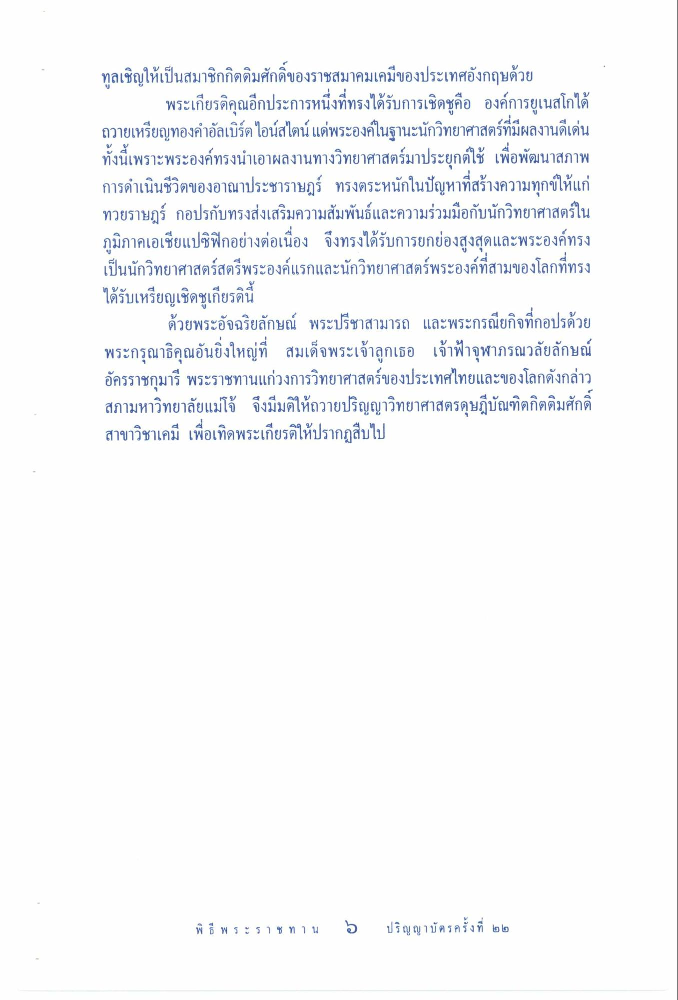 ทูลเชิญให้เป็นสมาชิกกิตติมศักดิ์ของราชสมาคมเคมีของประเทศอังกฤษด้วย
พระเกียรติคุณอีกประการหนึ่งที่ทรงได้รับการเชิดชูคือ องค์การยูเนสโกได้
ถวายเหรียญทองคำอัลเบิร์ต ไอน์สไตน์ แด่พระองค์ในฐานะนักวิทยาศาสตร์ที่มีผลงานดีเด่น
ทั้งนี้เพราะพระองค์ทรงนำเอาผลงานทางวิทยาศาสตร์มาประยุกต์ใช้ เพื่อพัฒนาสภาพ
การดำเนินชีวิตของอาณาประชาราษฎร์ ทรงตระหนักในปัญหาที่สร้างความทุกข์ให้แก่
ทวยราษฎร์ กอปรกับทรงส่งเสริมความสัมพันธ์และความร่วมมือกับนักวิทยาศาสตร์ใน
ภูมิภาคเอเชียแปซิฟิกอย่างต่อเนื่อง จึงทรงได้รับการยกย่องสูงสุดและพระองค์ทรง
เป็นนักวิทยาศาสตร์สตรีพระองค์แรกและนักวิทยาศาสตร์พระองค์ที่สามของโลกที่ทรง
ได้รับเหรียญเชิดชูเกียรตินี้
ด้วยพระอัจฉริยลักษณ์ พระปรีชาสามารถ และพระกรณียกิจที่กอปรด้วย
พระกรุณาธิคุณอันยิ่งใหญ่ที่ สมเด็จพระเจ้าลูกเธอ เจ้าฟ้าจุฬาภรณวลัยลักษณ์
อัครราชกุมารี พระราชทานแก่วงการวิทยาศาสตร์ของประเทศไทยและของโลกดังกล่าว
สภามหาวิทยาลัยแม่โจ้ จึงมีมติให้ถวายปริญญาวิทยาศาสตรดุษฎีบัณฑิตกิตติมศักดิ์
สาขาวิชาเคมี เพื่อเทิดพระเกียรติให้ปรากฏสืบไป
พิธีพระราชทาน ๖ ปริญญาบัตรครั้งที่ ๒๒